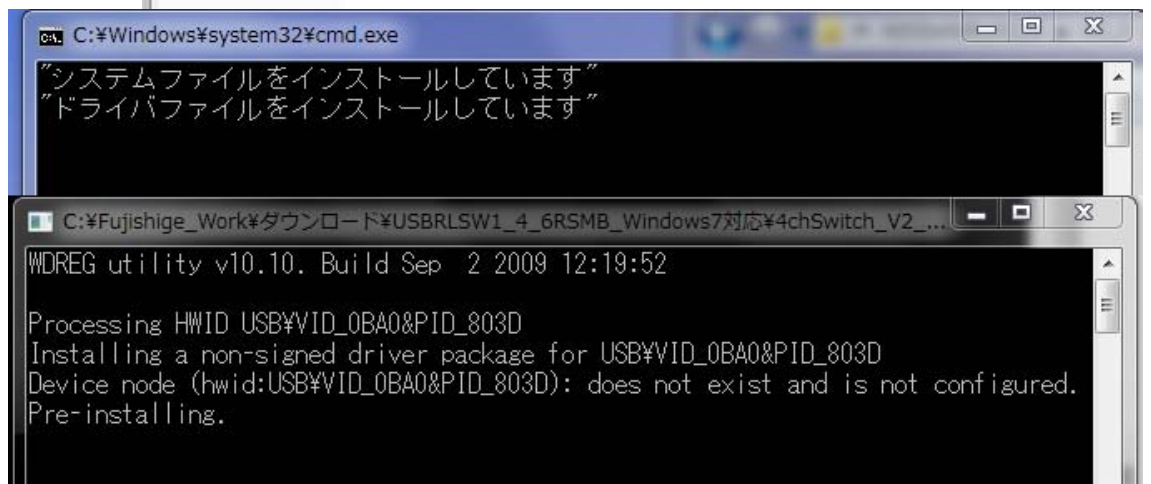 C:¥Windows¥system32¥cmd.exe
"システムファイルをインストールしています"
"ドライバファイルをインストールしています"
C:¥Fujishige_Work¥ダウンロード¥USBRLSW1_4_6RSMB_Windows7対応¥4chSwitch_V2_...
WDREG utility v10.10. Build Sep  2 2009 12:19:52
Processing HWID USB¥VID_0BA0&PID_803D
Installing a non-signed driver package for USB¥VID_0BA0&PID_803D
Device node (hwid:USB¥VID_0BA0&PID_803D): does not exist and is not configured.
Pre-installing.